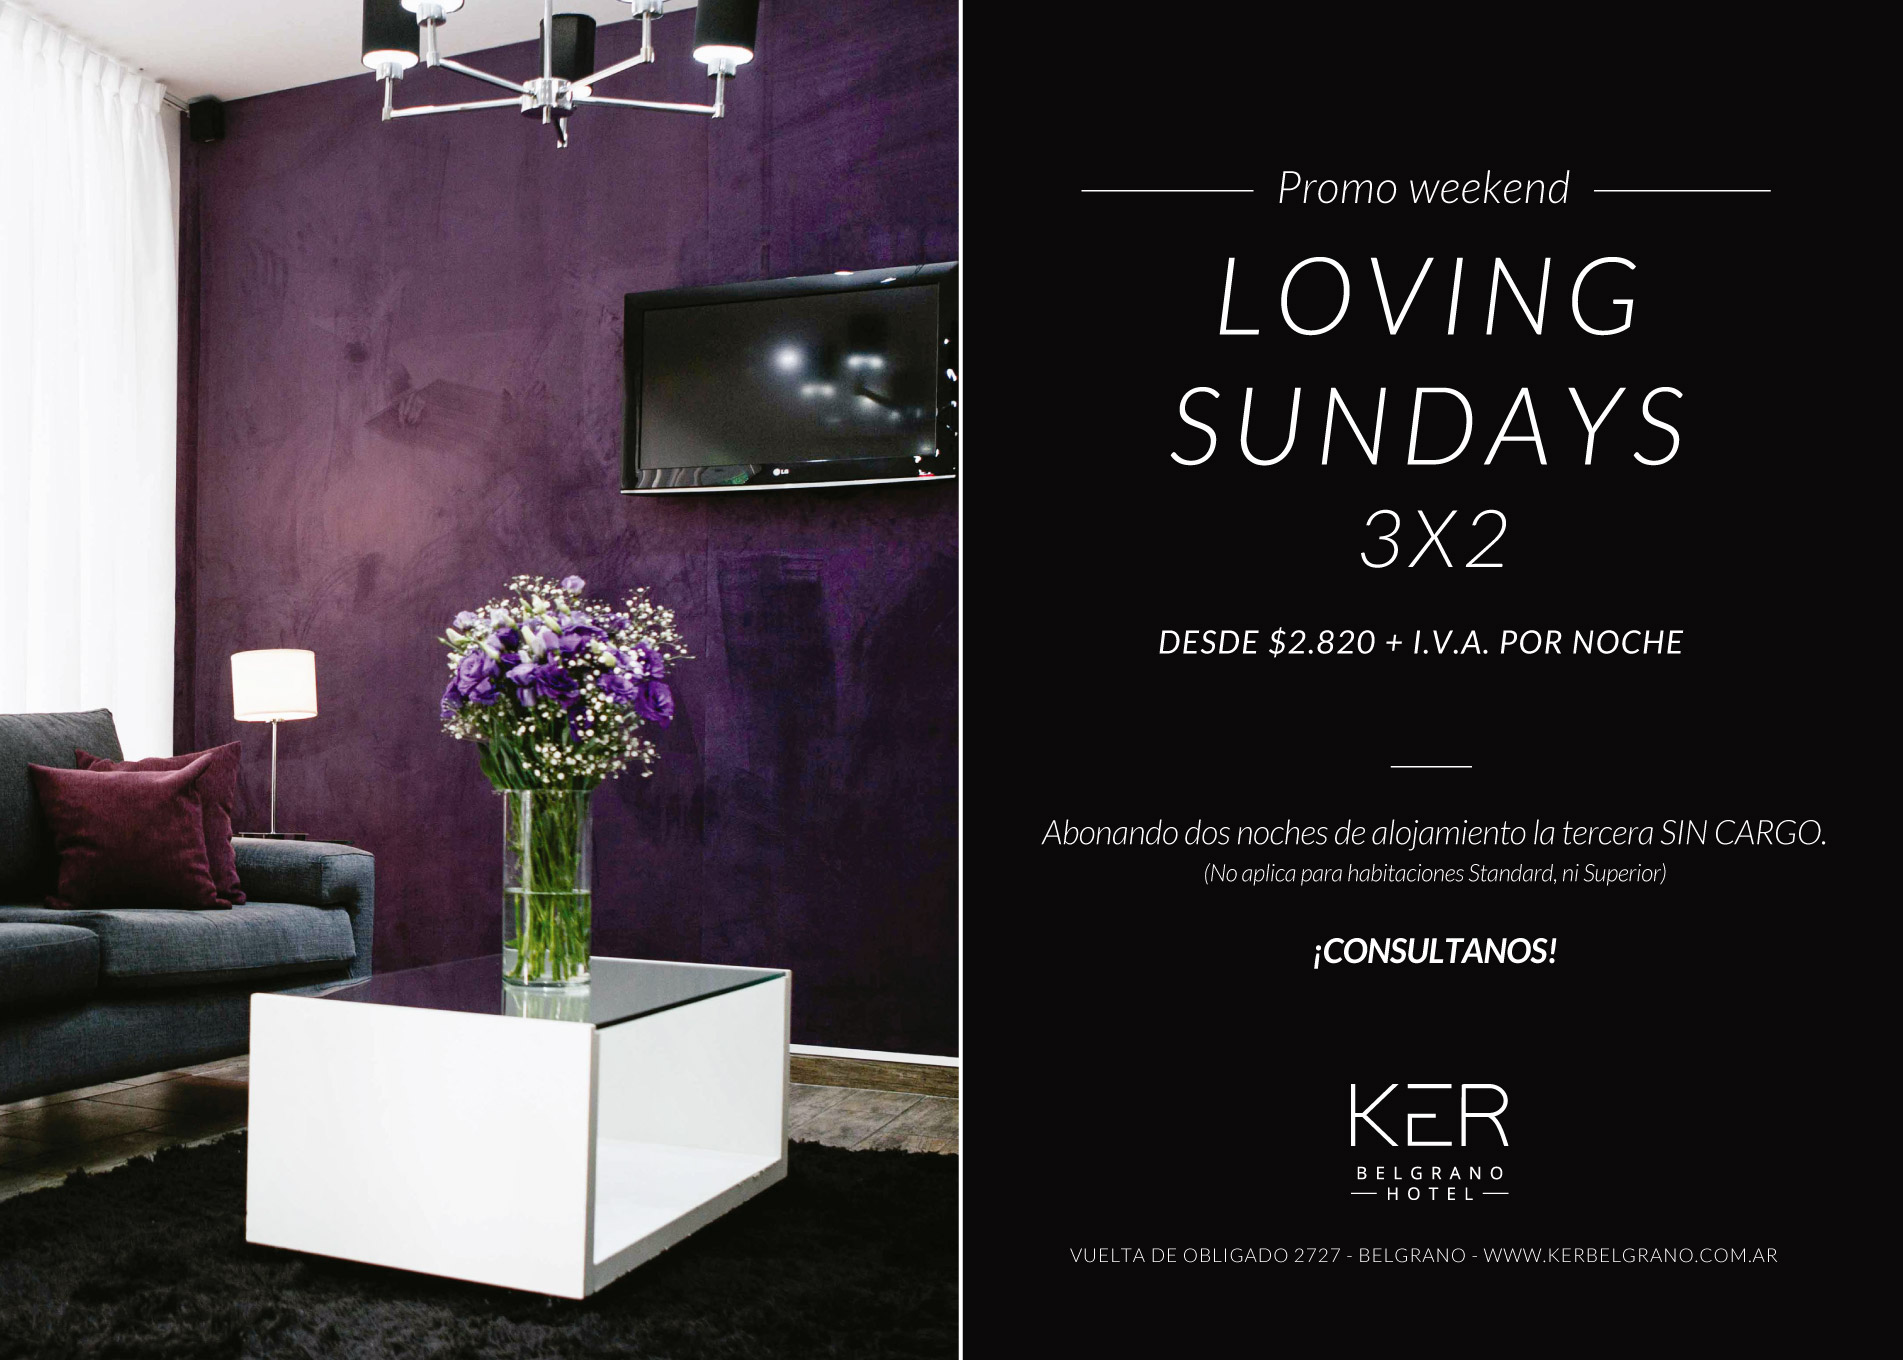 Promo weekend
LOVING
SUNDAYS
3X2
DESDE $2.820 + I.V.A. POR NOCHE
Abonando dos noches de alojamiento la tercera SIN CARGO.
(No aplica para habitaciones Standard, ni Superior)
¡CONSULTANOS!
KER
BELGRANO
HOTEL
VUELTA DE OBLIGADO 2727 - BELGRANO - WWW.KERBELGRANO.COM.AR
LG